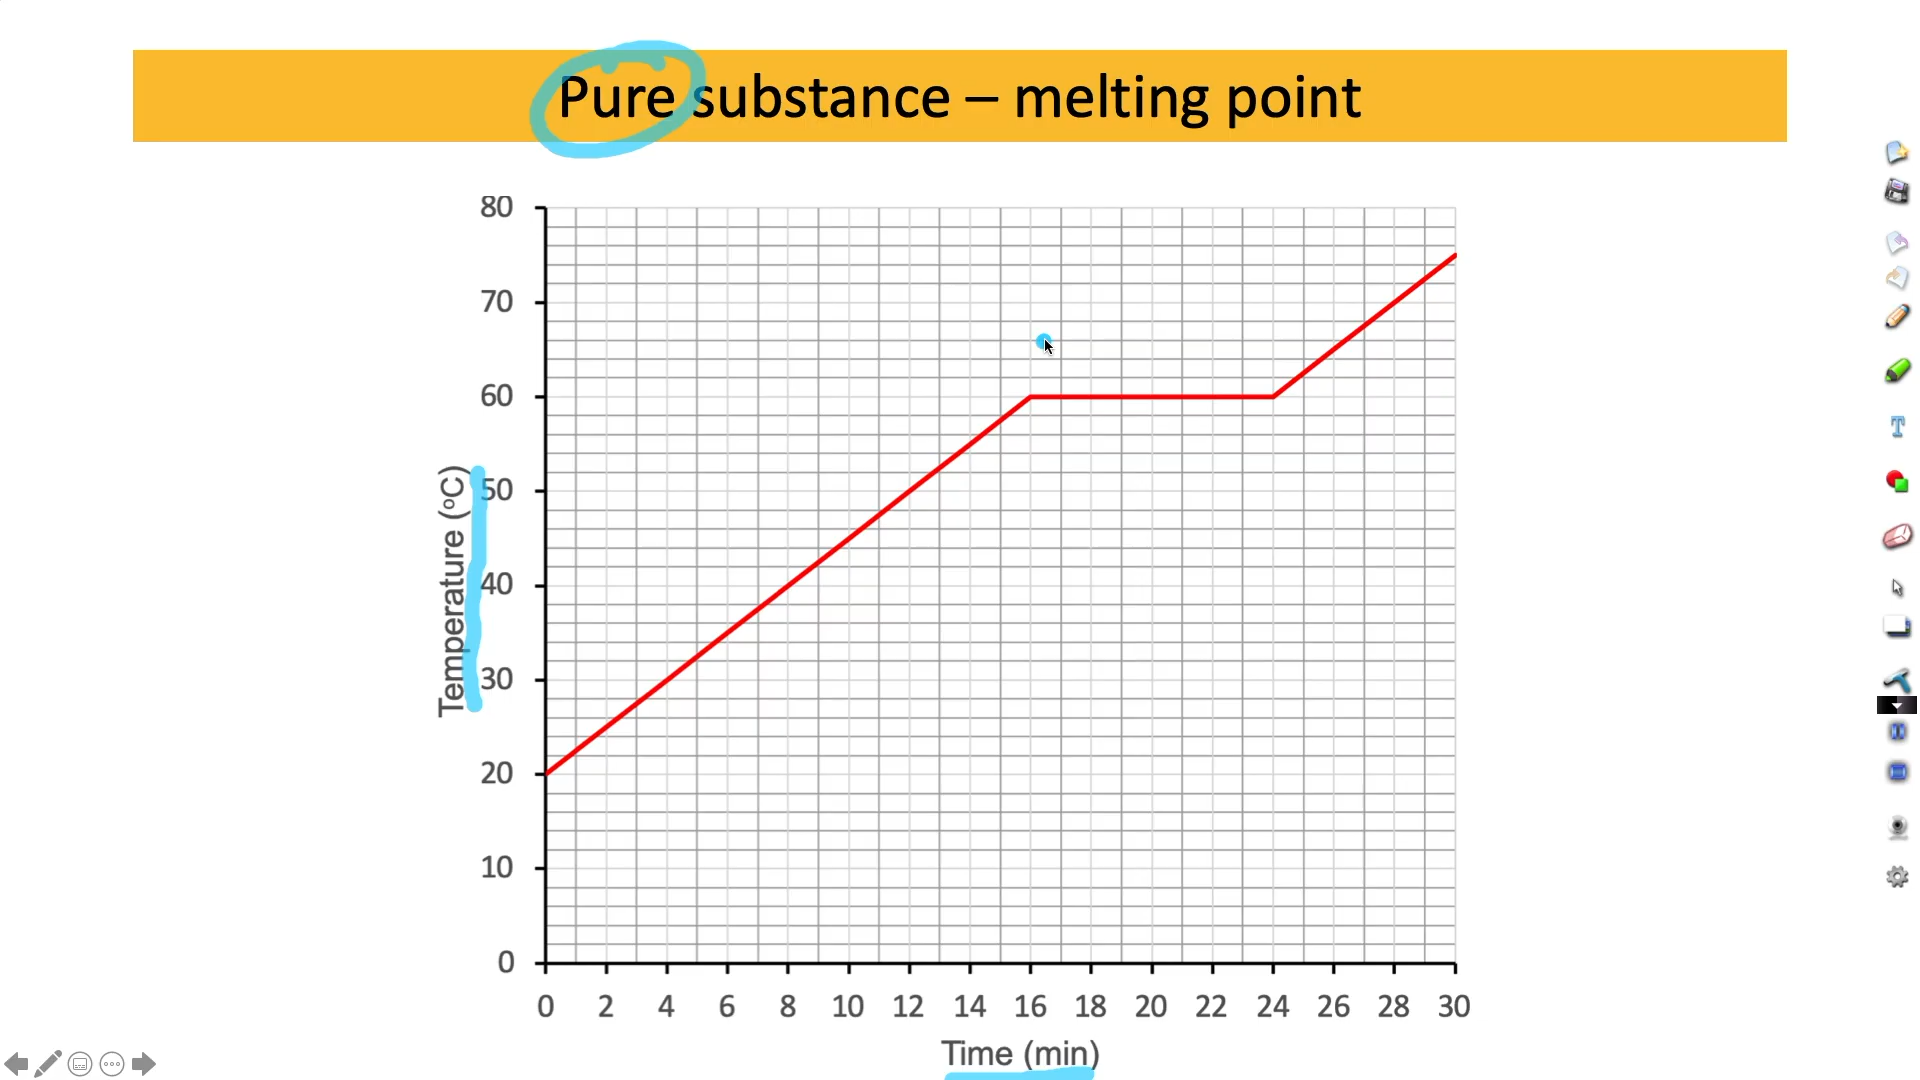 Pure substance – melting point
80
70
60
50
40
30
20
10
0
Temperature (ºC)
0 2 4 6 8 10 12 14 16 18 20 22 24 26 28 30
Time (min)
T